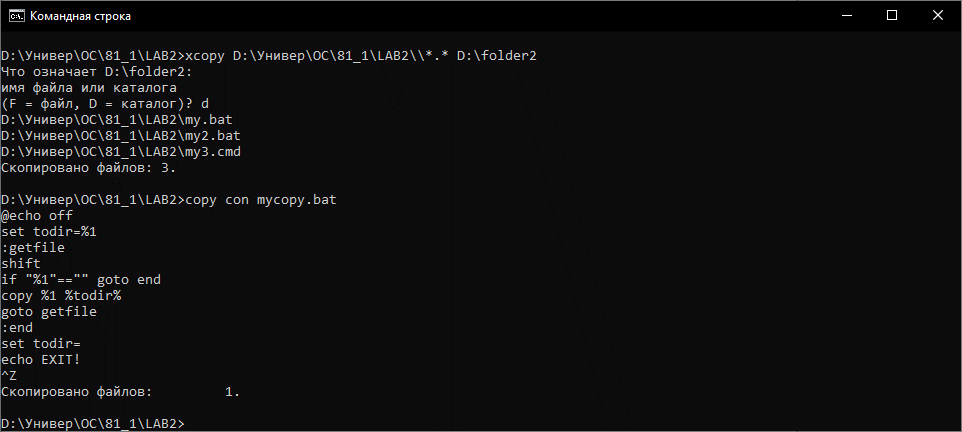 Командная строка
D:\Универ\ОС\81_1\LAB2>xcopy D:\Универ\ОС\81_1\LAB2\\*.* D:\folder2
Что означает D:\folder2:
имя файла или каталога
(F = файл, D = каталог)? d
D:\Универ\ОС\81_1\LAB2\my.bat
D:\Универ\ОС\81_1\LAB2\my2.bat
D:\Универ\ОС\81_1\LAB2\my3.cmd
Скопировано файлов: 3.
D:\Универ\ОС\81_1\LAB2>copy con mycopy.bat
@echo off
set todir=%1
:getfile
shift
if "%1"=="" goto end
copy %1 %todir%
goto getfile
:end
set todir=
echo EXIT!
^Z
Скопировано файлов:         1.
D:\Универ\ОС\81_1\LAB2>